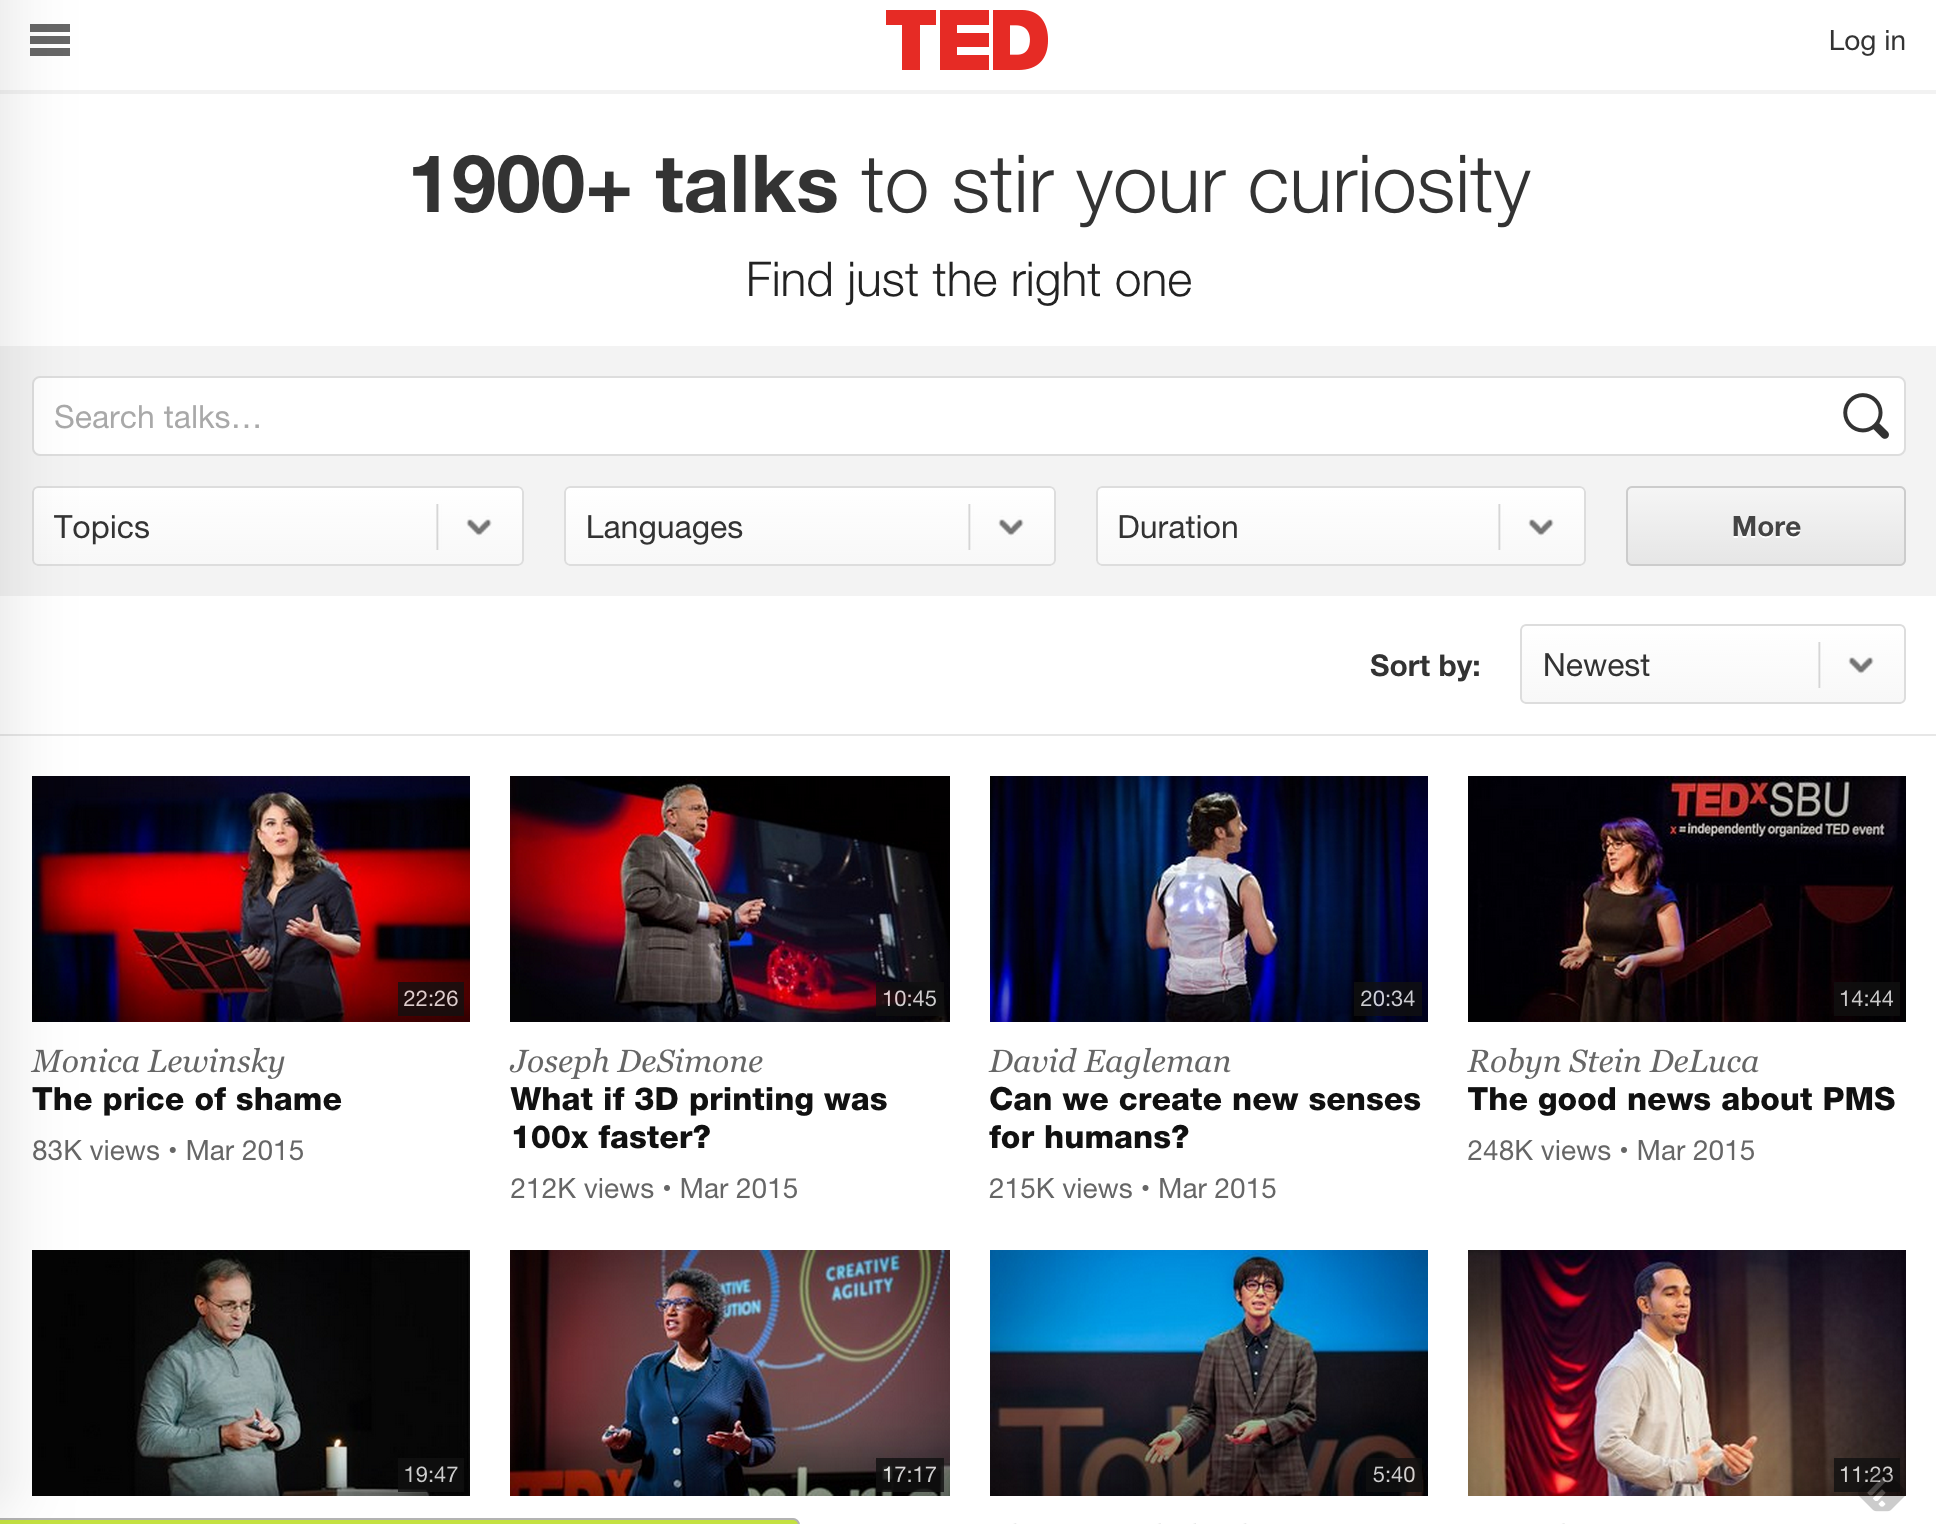 TED
Log in
1900+ talks to stir your curiosity
Find just the right one
Search talks...
Topics
Languages
Duration
More
Sort by:
Newest
22:26
10:45
20:34
TEDxSBU
x = independently organized TED event
14:44
Monica Lewinsky
The price of shame
83K views • Mar 2015
Joseph DeSimone
What if 3D printing was
100x faster?
212K views • Mar 2015
David Eagleman
Can we create new senses
for humans?
215K views • Mar 2015
Robyn Stein DeLuca
The good news about PMS
248K views • Mar 2015
19:47
CREATIVE
AGILITY
TEDx
17:17
5:40
11:23